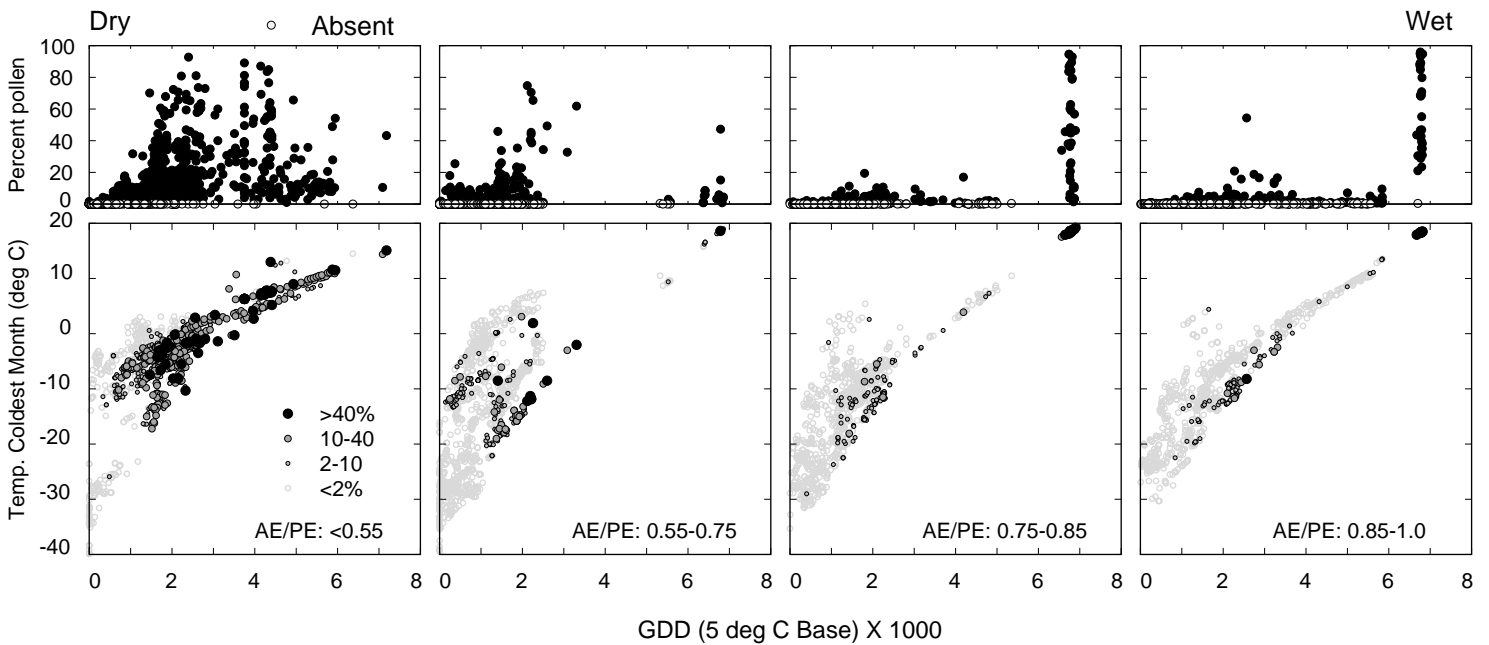 Dry
Absent
Wet
Percent pollen
100
80
60
40
20
0
Temp. Coldest Month (deg C)
20
10
0
-10
-20
-30
-40
>40%
10-40
2-10
<2%
AE/PE: <0.55
AE/PE: 0.55-0.75
AE/PE: 0.75-0.85
AE/PE: 0.85-1.0
0 2 4 6 8 0 2 4 6 8 0 2 4 6 8 0 2 4 6 8
GDD (5 deg C Base) X 1000